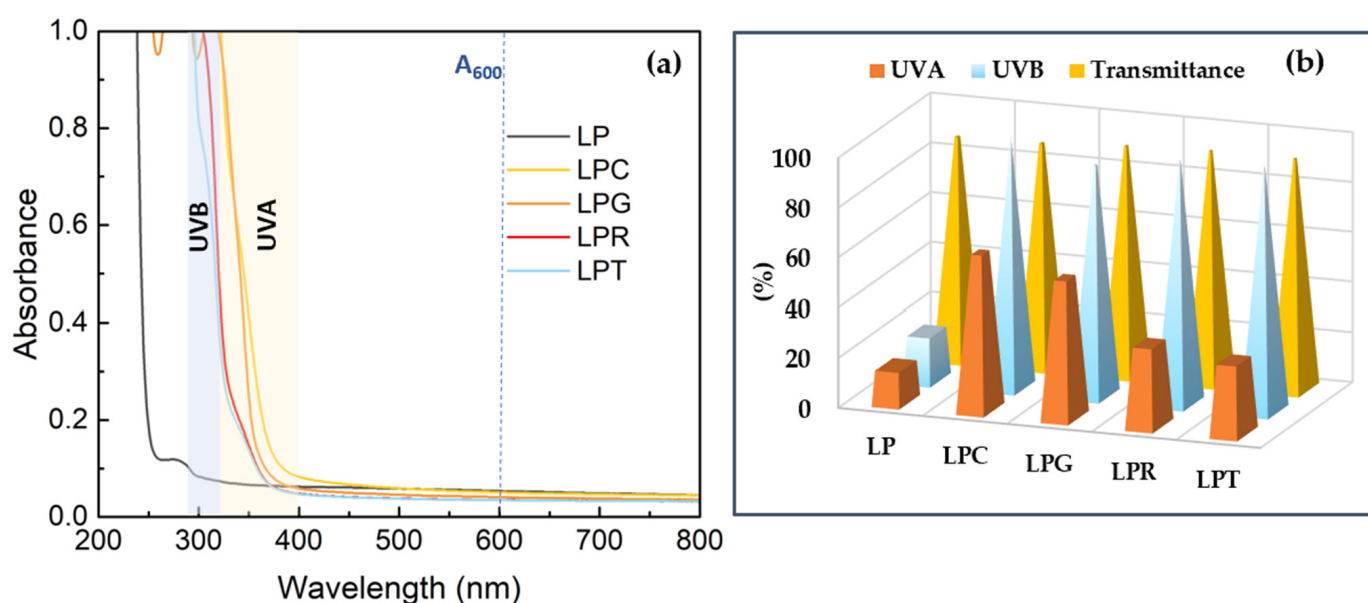 (a)
A₆₀₀
UVB
UVA
LP
LPC
LPG
LPR
LPT
Absorbance
1.0
0.8
0.6
0.4
0.2
0.0
200 300 400 500 600 700 800
Wavelength (nm)
(b)
UVA UVB Transmittance
(%)
100
80
60
40
20
0
LP LPC LPG LPR LPT